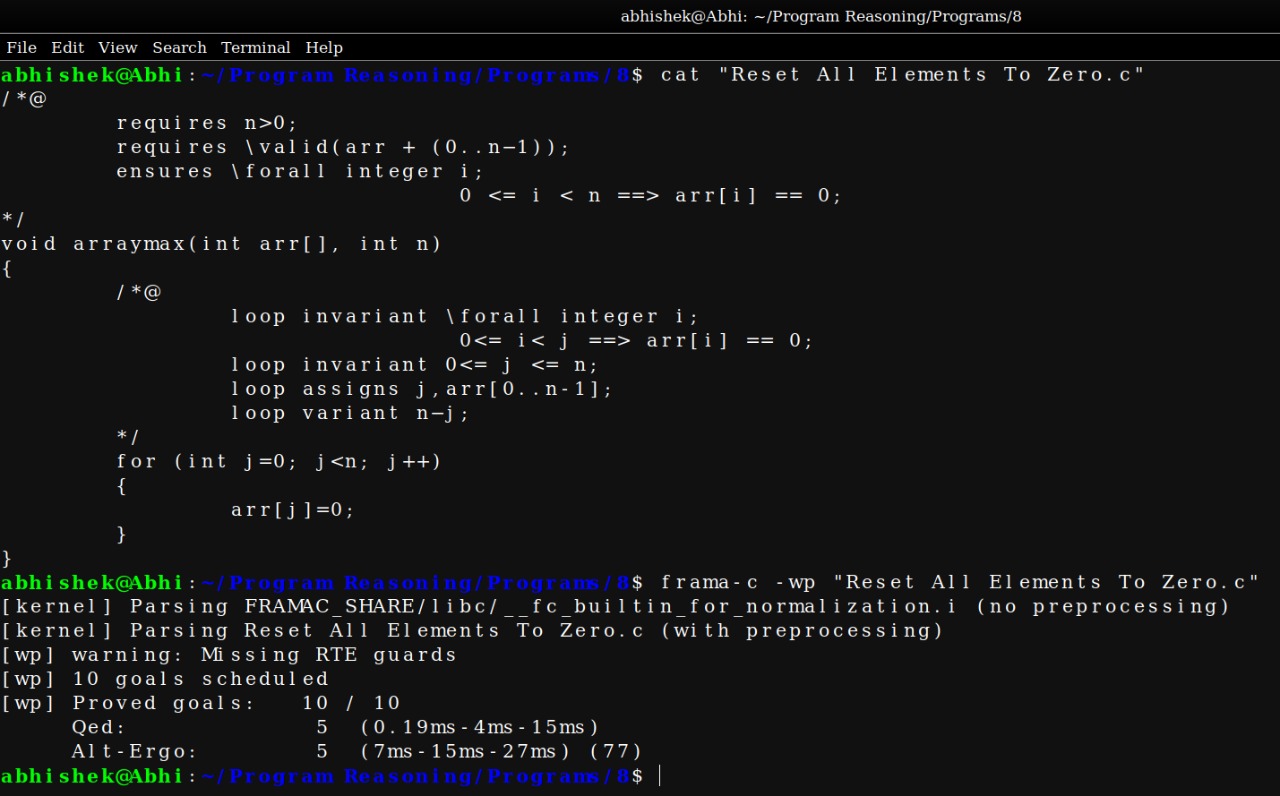 abhishek@Abhi: ~/Program Reasoning/Programs/8
File Edit View Search Terminal Help
abhishek@Abhi:~/Program Reasoning/Programs/8$ cat "Reset All Elements To Zero.c"
/*@
requires n>0;
requires \valid(arr + (0..n−1));
ensures \forall integer i;
0 <= i < n ==> arr[i] == 0;
*/
void arraymax(int arr[], int n)
{
/*@
loop invariant \forall integer i;
0<= i< j ==> arr[i] == 0;
loop invariant 0<= j <= n;
loop assigns j,arr[0..n-1];
loop variant n−j;
*/
for (int j=0; j<n; j++)
{
arr[j]=0;
}
}
abhishek@Abhi:~/Program Reasoning/Programs/8$ frama-c -wp "Reset All Elements To Zero.c"
[kernel] Parsing FRAMAC_SHARE/libc/__fc_builtin_for_normalization.i (no preprocessing)
[kernel] Parsing Reset All Elements To Zero.c (with preprocessing)
[wp] warning: Missing RTE guards
[wp] 10 goals scheduled
[wp] Proved goals: 10 / 10
Qed: 5 (0.19ms-4ms-15ms)
Alt-Ergo: 5 (7ms-15ms-27ms) (77)
abhishek@Abhi:~/Program Reasoning/Programs/8$